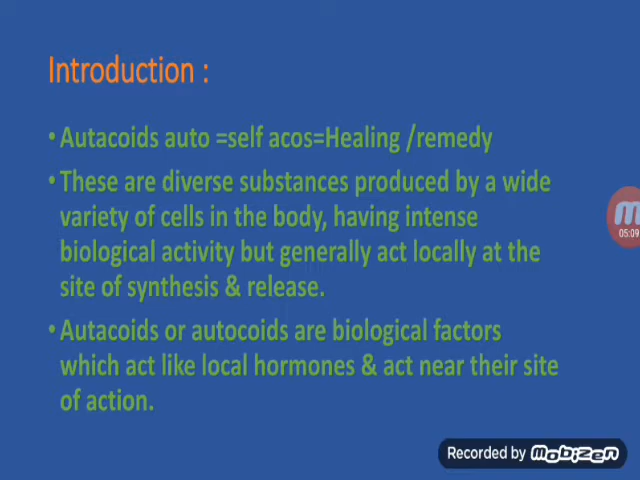 Introduction :
• Autacoids auto =self acos=Healing /remedy
• These are diverse substances produced by a wide
variety of cells in the body, having intense
biological activity but generally act locally at the
site of synthesis & release.
• Autacoids or autocoids are biological factors
which act like local hormones & act near their site
of action.
05:09
Recorded by mobizen